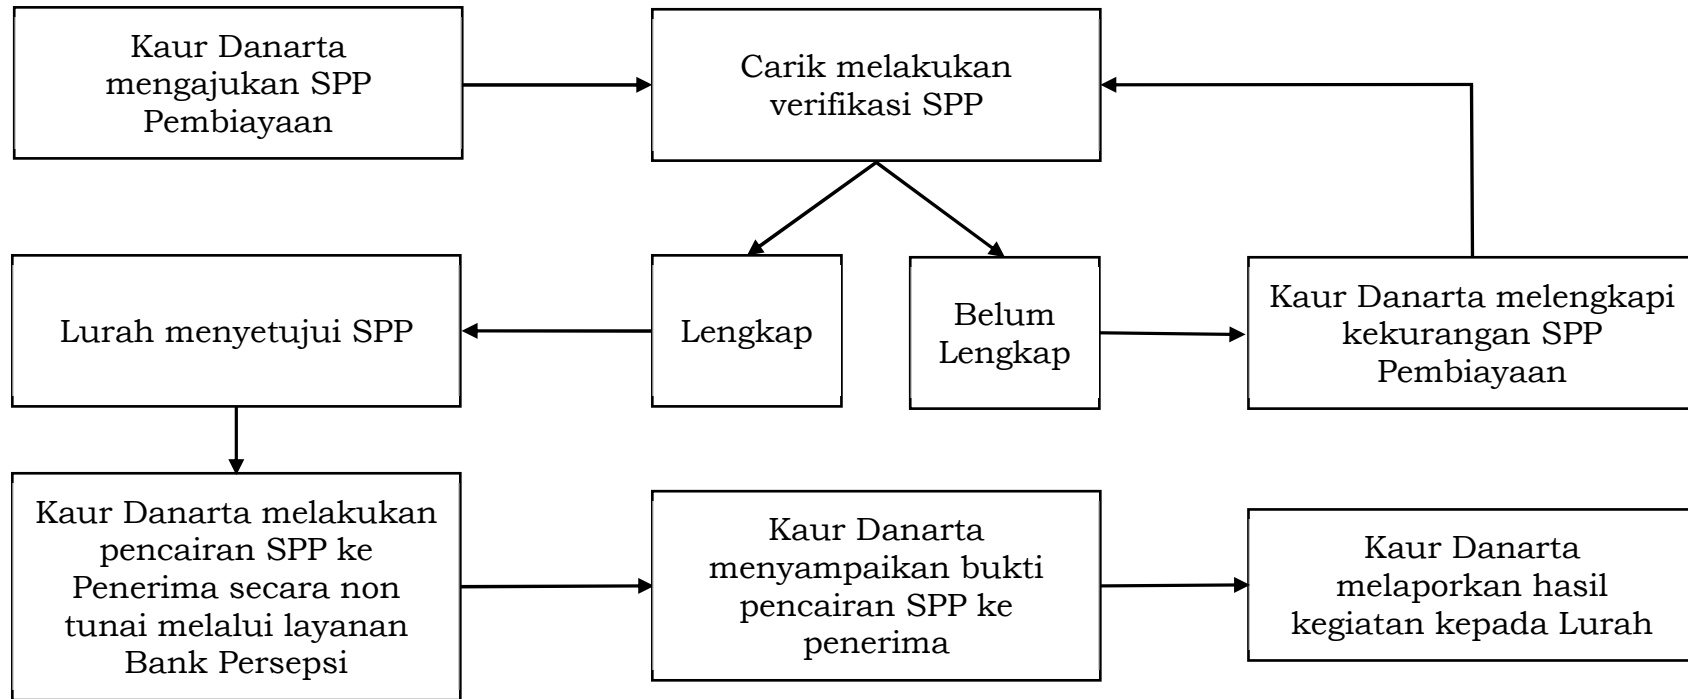 Kaur Danarta
mengajukan SPP
Pembiayaan
Carik melakukan
verifikasi SPP
Lurah menyetujui SPP
Lengkap
Belum
Lengkap
Kaur Danarta melengkapi
kekurangan SPP
Pembiayaan
Kaur Danarta melakukan
pencairan SPP ke
Penerima secara non
tunai melalui layanan
Bank Persepsi
Kaur Danarta
menyampaikan bukti
pencairan SPP ke
penerima
Kaur Danarta
melaporkan hasil
kegiatan kepada Lurah